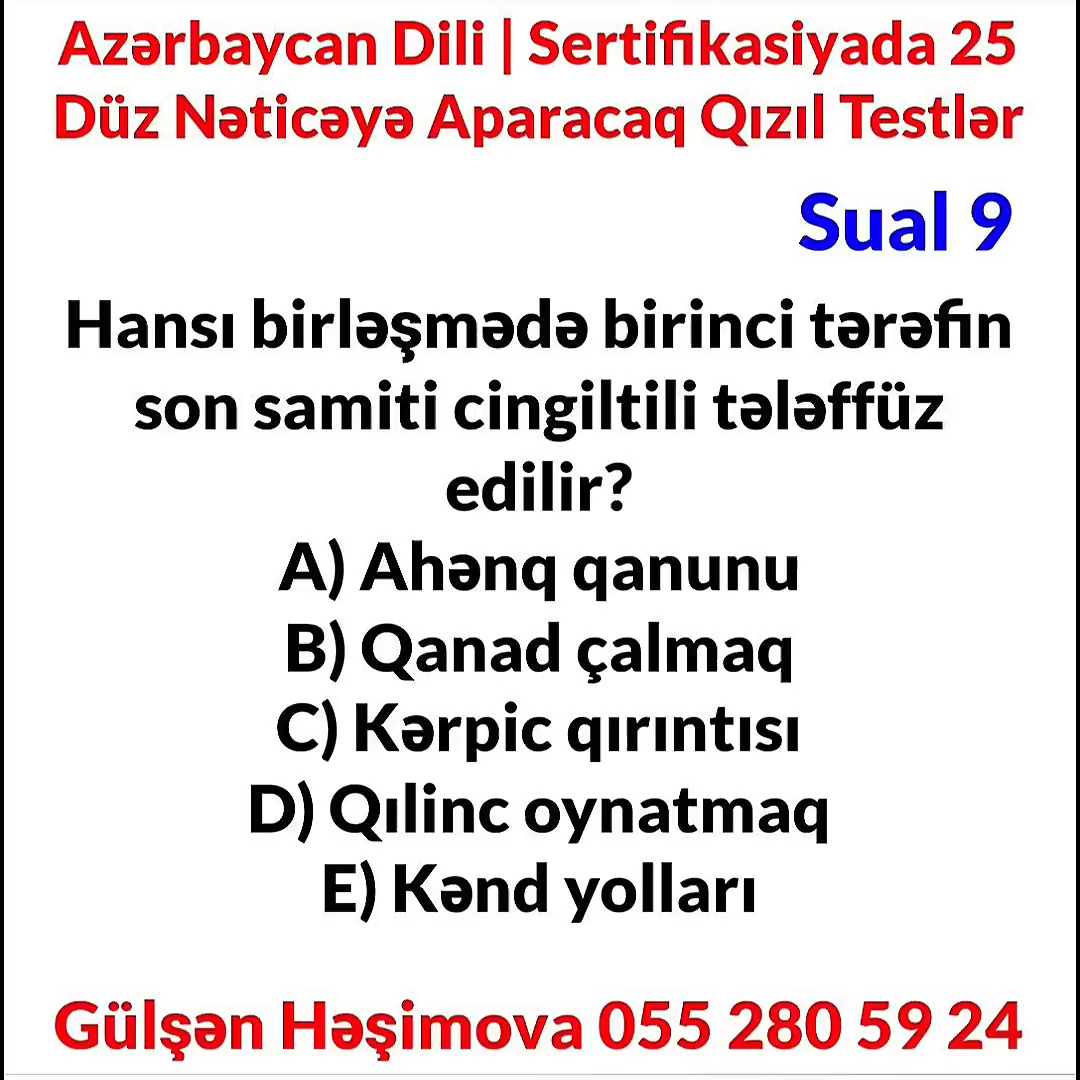 Azərbaycan Dili | Sertifikasiyada 25
Düz Nəticəyə Aparacaq Qızıl Testlər
Sual 9
Hansı birləşmədə birinci tərəfin
son samiti cingiltili tələffüz
edilir?
A) Ahənq qanunu
B) Qanad çalmaq
C) Kərpic qırıntısı
D) Qılinc oynatmaq
E) Kənd yolları
Gülşən Həşimova 055 280 59 24